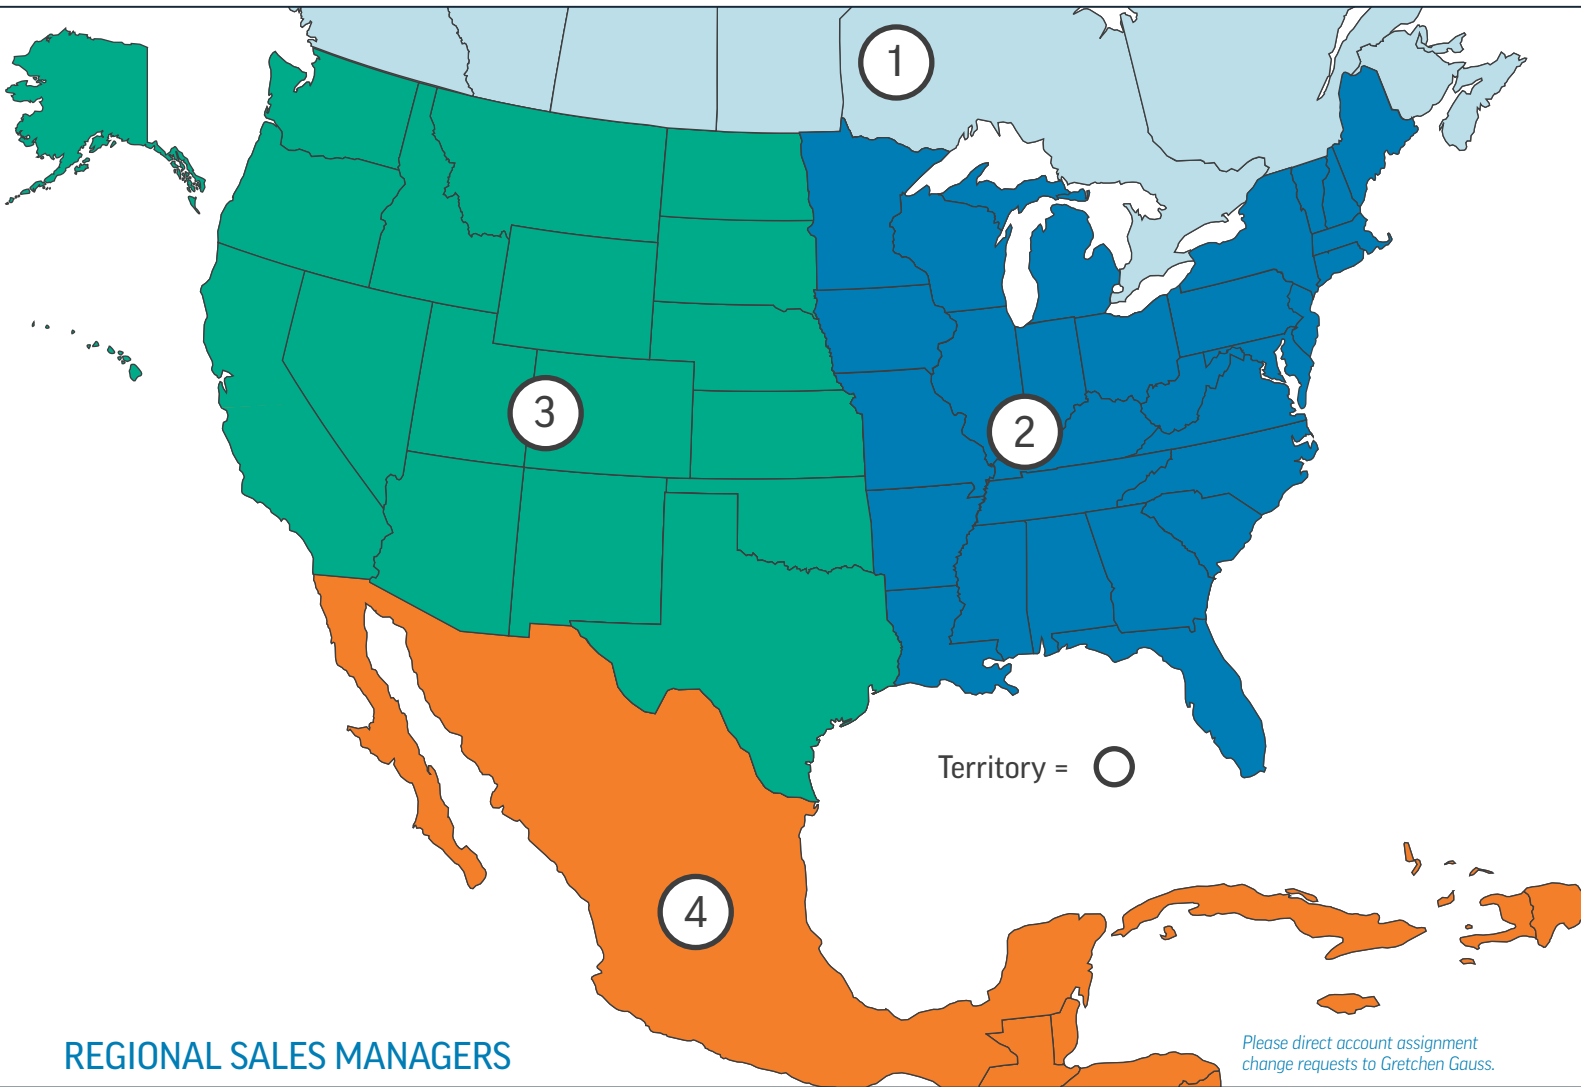 1
3
2
Territory =
4
REGIONAL SALES MANAGERS
Please direct account assignment
change requests to Gretchen Gauss.